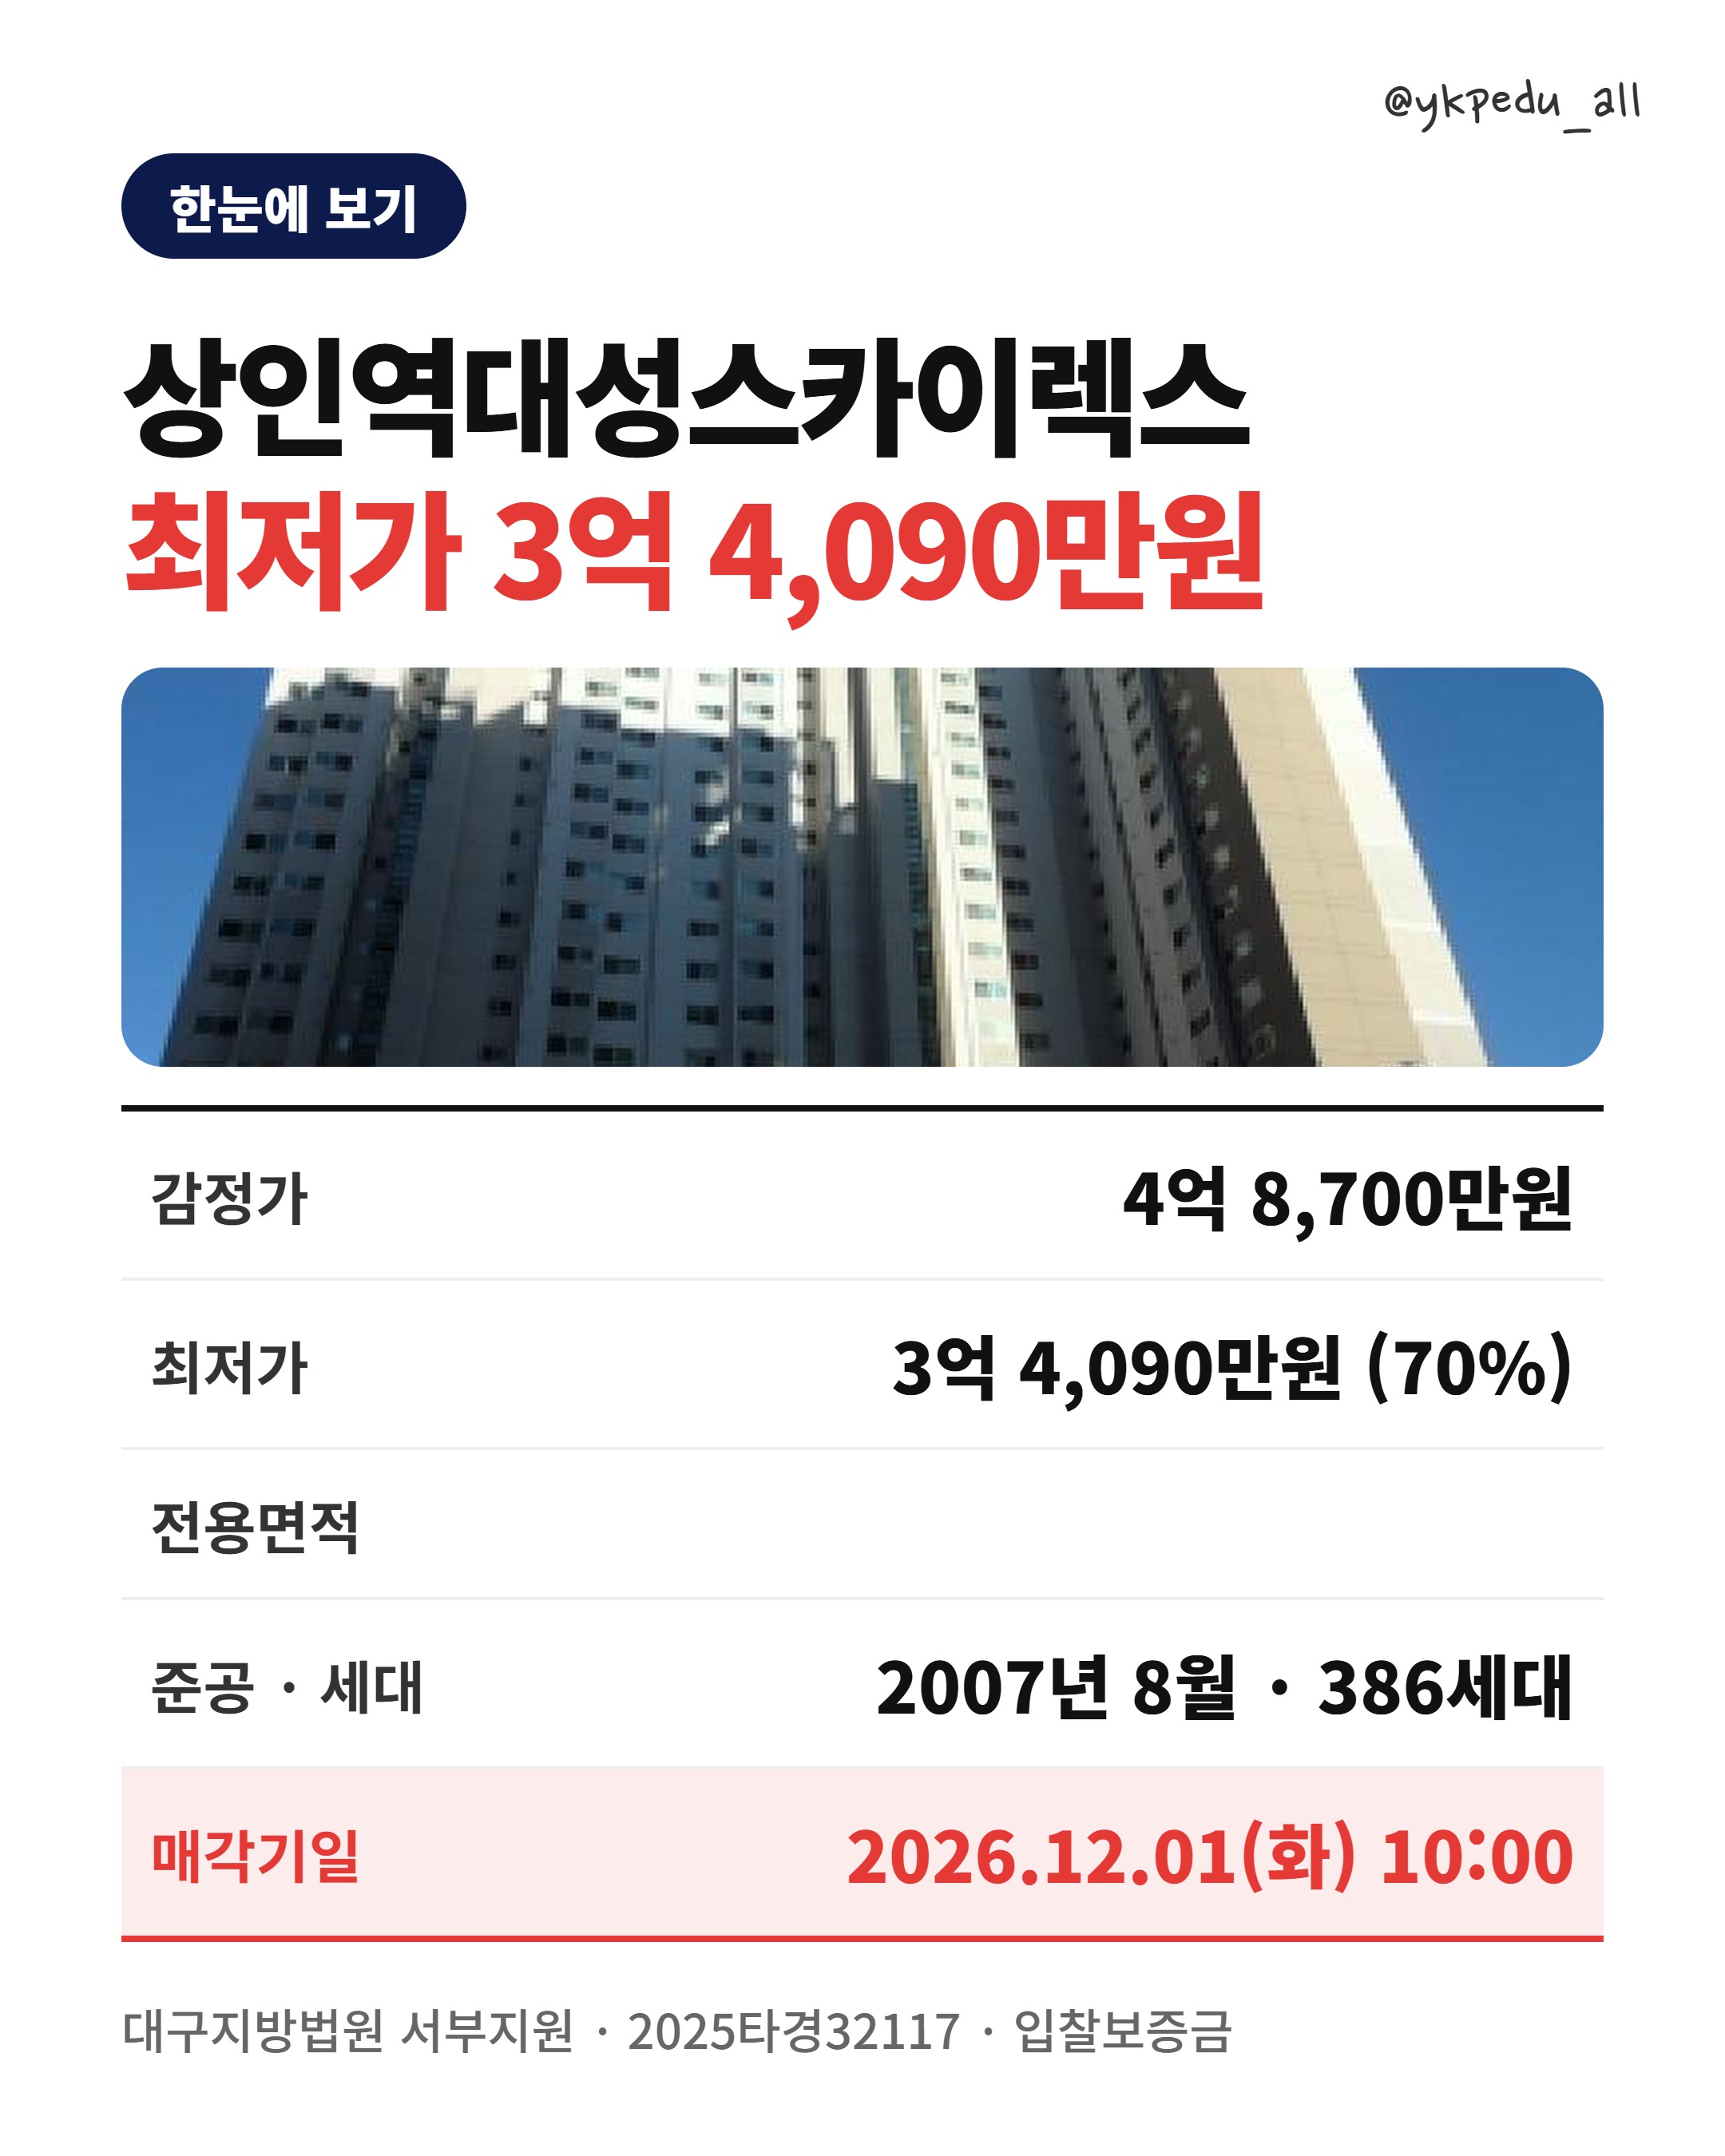 @ykpedu_all
한눈에 보기
상인역대성스카이렉스
최저가 3억 4,090만원
감정가 4억 8,700만원
최저가 3억 4,090만원 (70%)
전용면적
준공 · 세대 2007년 8월 · 386세대
매각기일 2026.12.01(화) 10:00
대구지방법원 서부지원 · 2025타경32117 · 입찰보증금